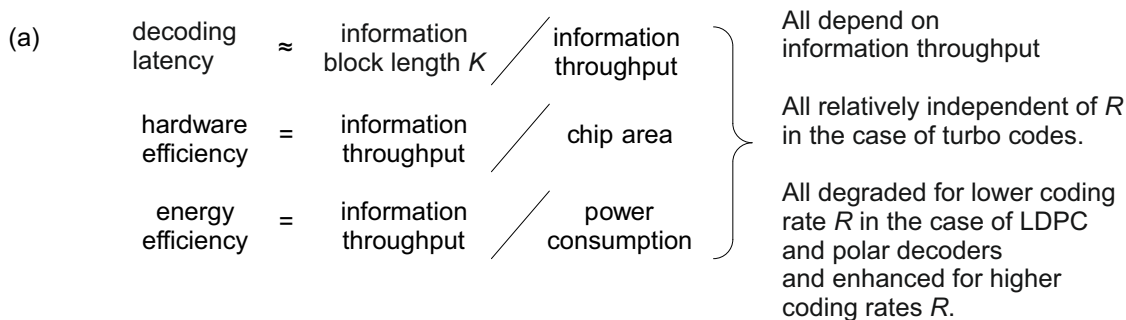 (a)
decoding latency ≈ information block length K / information throughput
hardware efficiency = information throughput / chip area
energy efficiency = information throughput / power consumption
All depend on
information throughput
All relatively independent of R
in the case of turbo codes.
All degraded for lower coding
rate R in the case of LDPC
and polar decoders
and enhanced for higher
coding rates R.